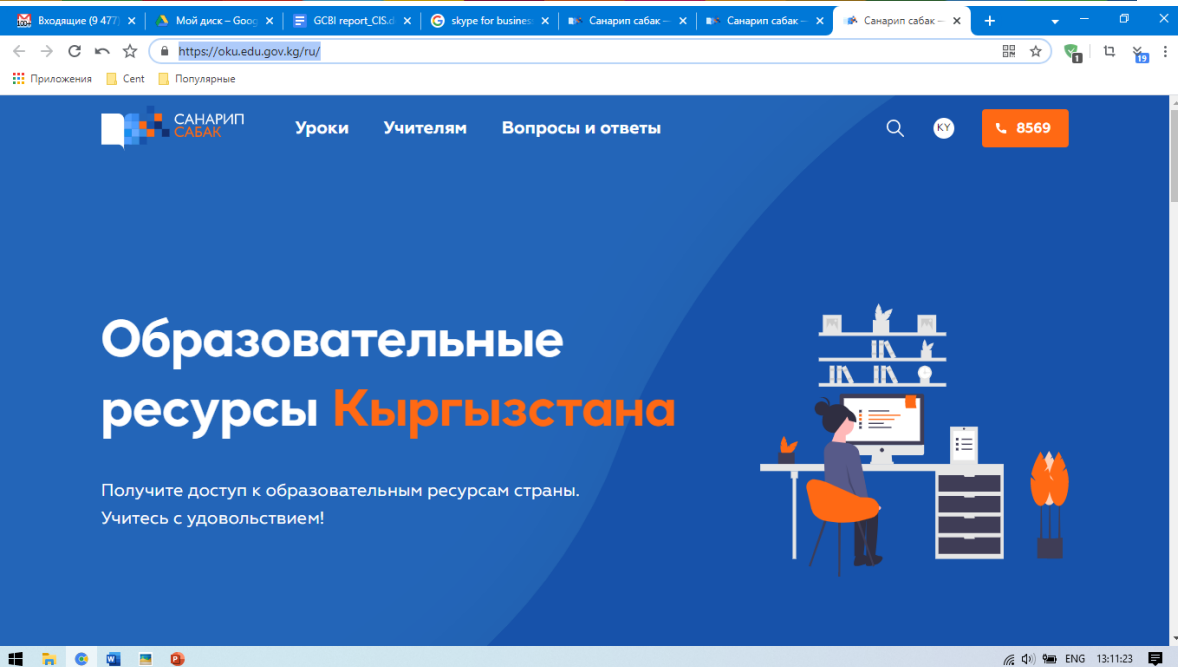 Входящие (9 477
Мой диск – Goog
GCBI report_CIS.d
skype for busines
Санарип сабак –
Санарип сабак –
Санарип сабак –
https://oku.edu.gov.kg/ru/
1
19
Приложения
Cent
Популярные
САНАРИП
САБАК
Уроки
Учителям
Вопросы и ответы
KY
8569
Образовательные
ресурсы Кыргызстана
Получите доступ к образовательным ресурсам страны.
Учитесь с удовольствием!
ENG
13:11:23